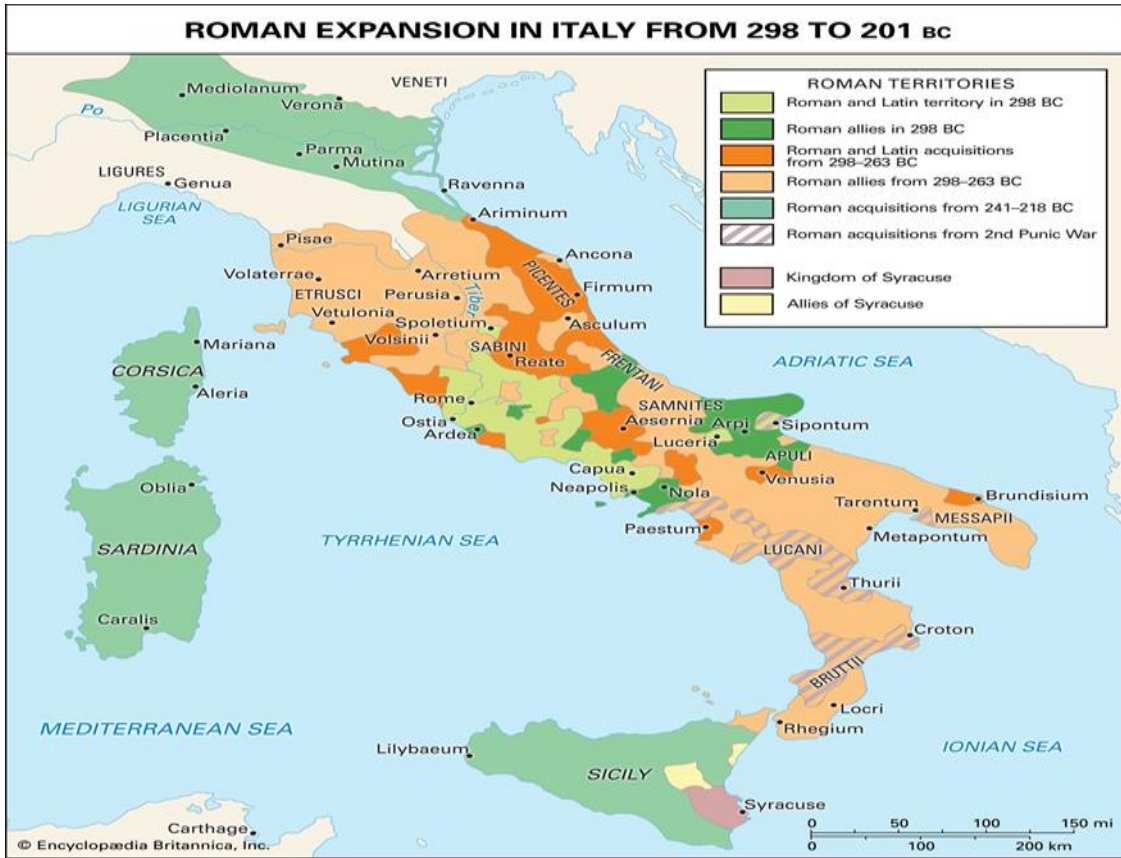 ROMAN EXPANSION IN ITALY FROM 298 TO 201 BC
ROMAN TERRITORIES
Roman and Latin territory in 298 BC
Roman allies in 298 BC
Roman and Latin acquisitions
from 298–263 BC
Roman allies from 298–263 BC
Roman acquisitions from 241–218 BC
Roman acquisitions from 2nd Punic War
Kingdom of Syracuse
Allies of Syracuse
Mediolanum
Verona
VENETI
Po
Placentia
Parma
Mutina
LIGURES
Genua
Ravenna
LIGURIAN
SEA
Ariminum
Pisae
Ancona
Volaterrae
Arretium
PICENTES
Firmum
ETRUSCI
Perusia
Tiber
Vetulonia
Spoletium
Asculum
Volsinii
SABINI
Reate
Mariana
FRENTANI
ADRIATIC SEA
CORSICA
Aleria
Rome
SAMNITES
Ostia
Aesernia
Arpi
Sipontum
Ardea
Luceria
APULI
Capua
Venusia
Oblia
Neapolis
Nola
Tarentum
Brundisium
MESSAPII
Paestum
Metapontum
SARDINIA
TYRRHENIAN SEA
LUCANI
Thurii
Caralis
Croton
BRUTTII
Locri
MEDITERRANEAN SEA
Rhegium
Lilybaeum
IONIAN SEA
SICILY
Syracuse
Carthage
0 50 100 150 mi
0 100 200 km
© Encyclopædia Britannica, Inc.